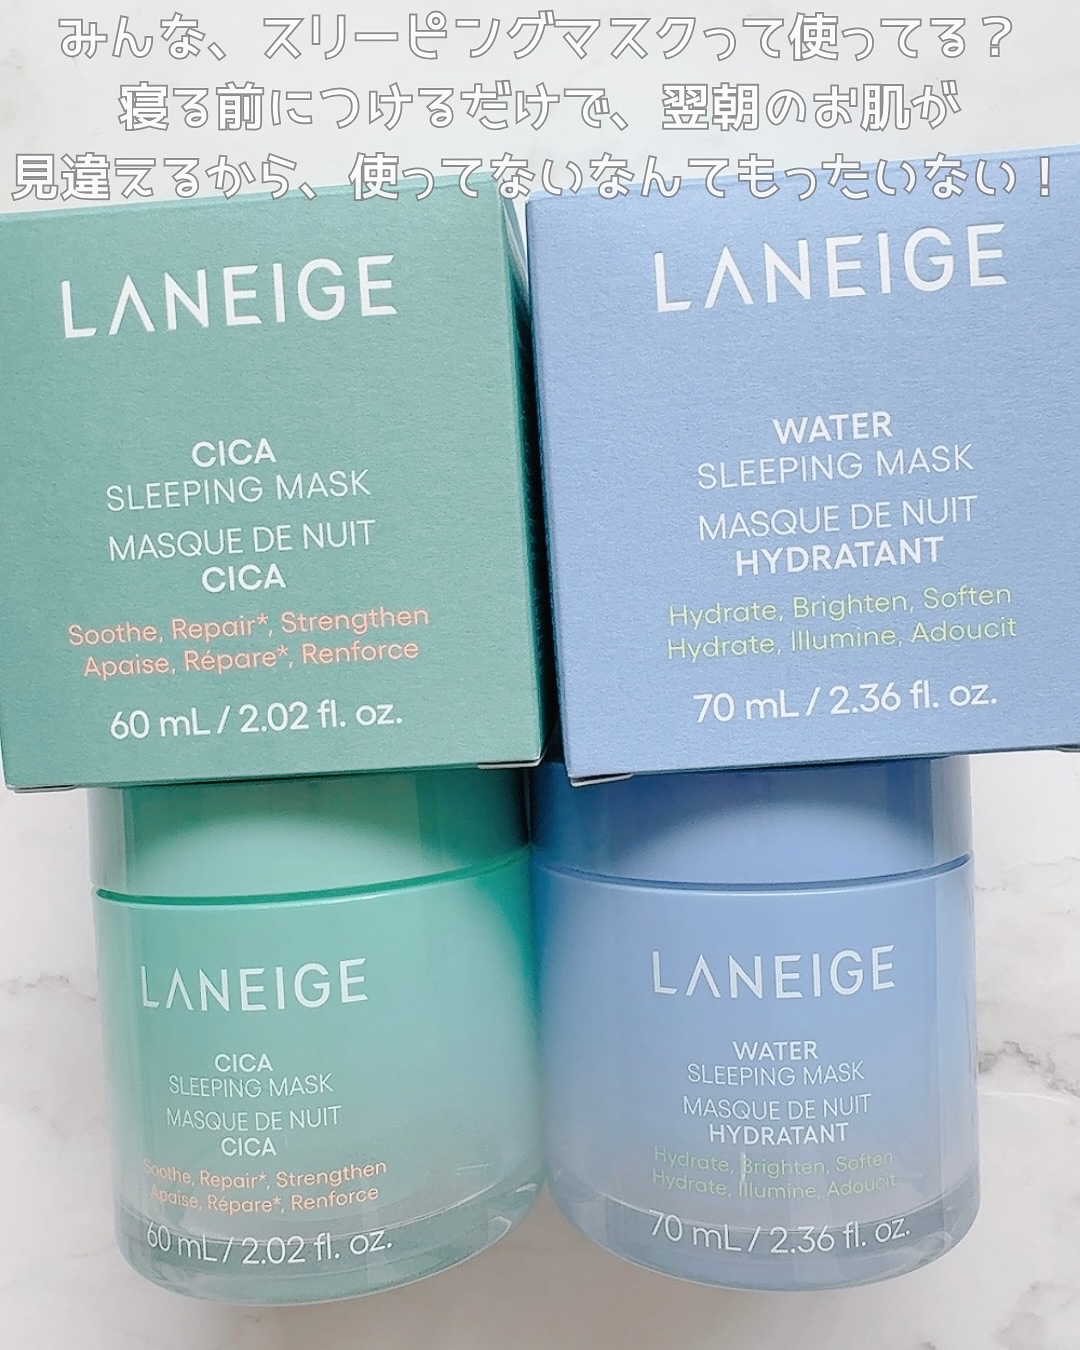 みんな、スリーピングマスクって使ってる？
寝る前につけるだけで、翌朝のお肌が
見違えるから、使ってないなんてもったいない！
LANEIGE
CICA
SLEEPING MASK
MASQUE DE NUIT
CICA
Soothe, Repair*, Strengthen
Apaise, Répare*, Renforce
60 mL / 2.02 fl. oz.
LANEIGE
WATER
SLEEPING MASK
MASQUE DE NUIT
HYDRATANT
Hydrate, Brighten, Soften
Hydrate, Illumine, Adoucit
70 mL / 2.36 fl. oz.
LANEIGE
CICA
SLEEPING MASK
MASQUE DE NUIT
CICA
Soothe, Repair*, Strengthen
Apaise, Répare*, Renforce
60 mL / 2.02 fl. oz.
LANEIGE
WATER
SLEEPING MASK
MASQUE DE NUIT
HYDRATANT
Hydrate, Brighten, Soften
Hydrate, Illumine, Adoucit
70 mL / 2.36 fl. oz.